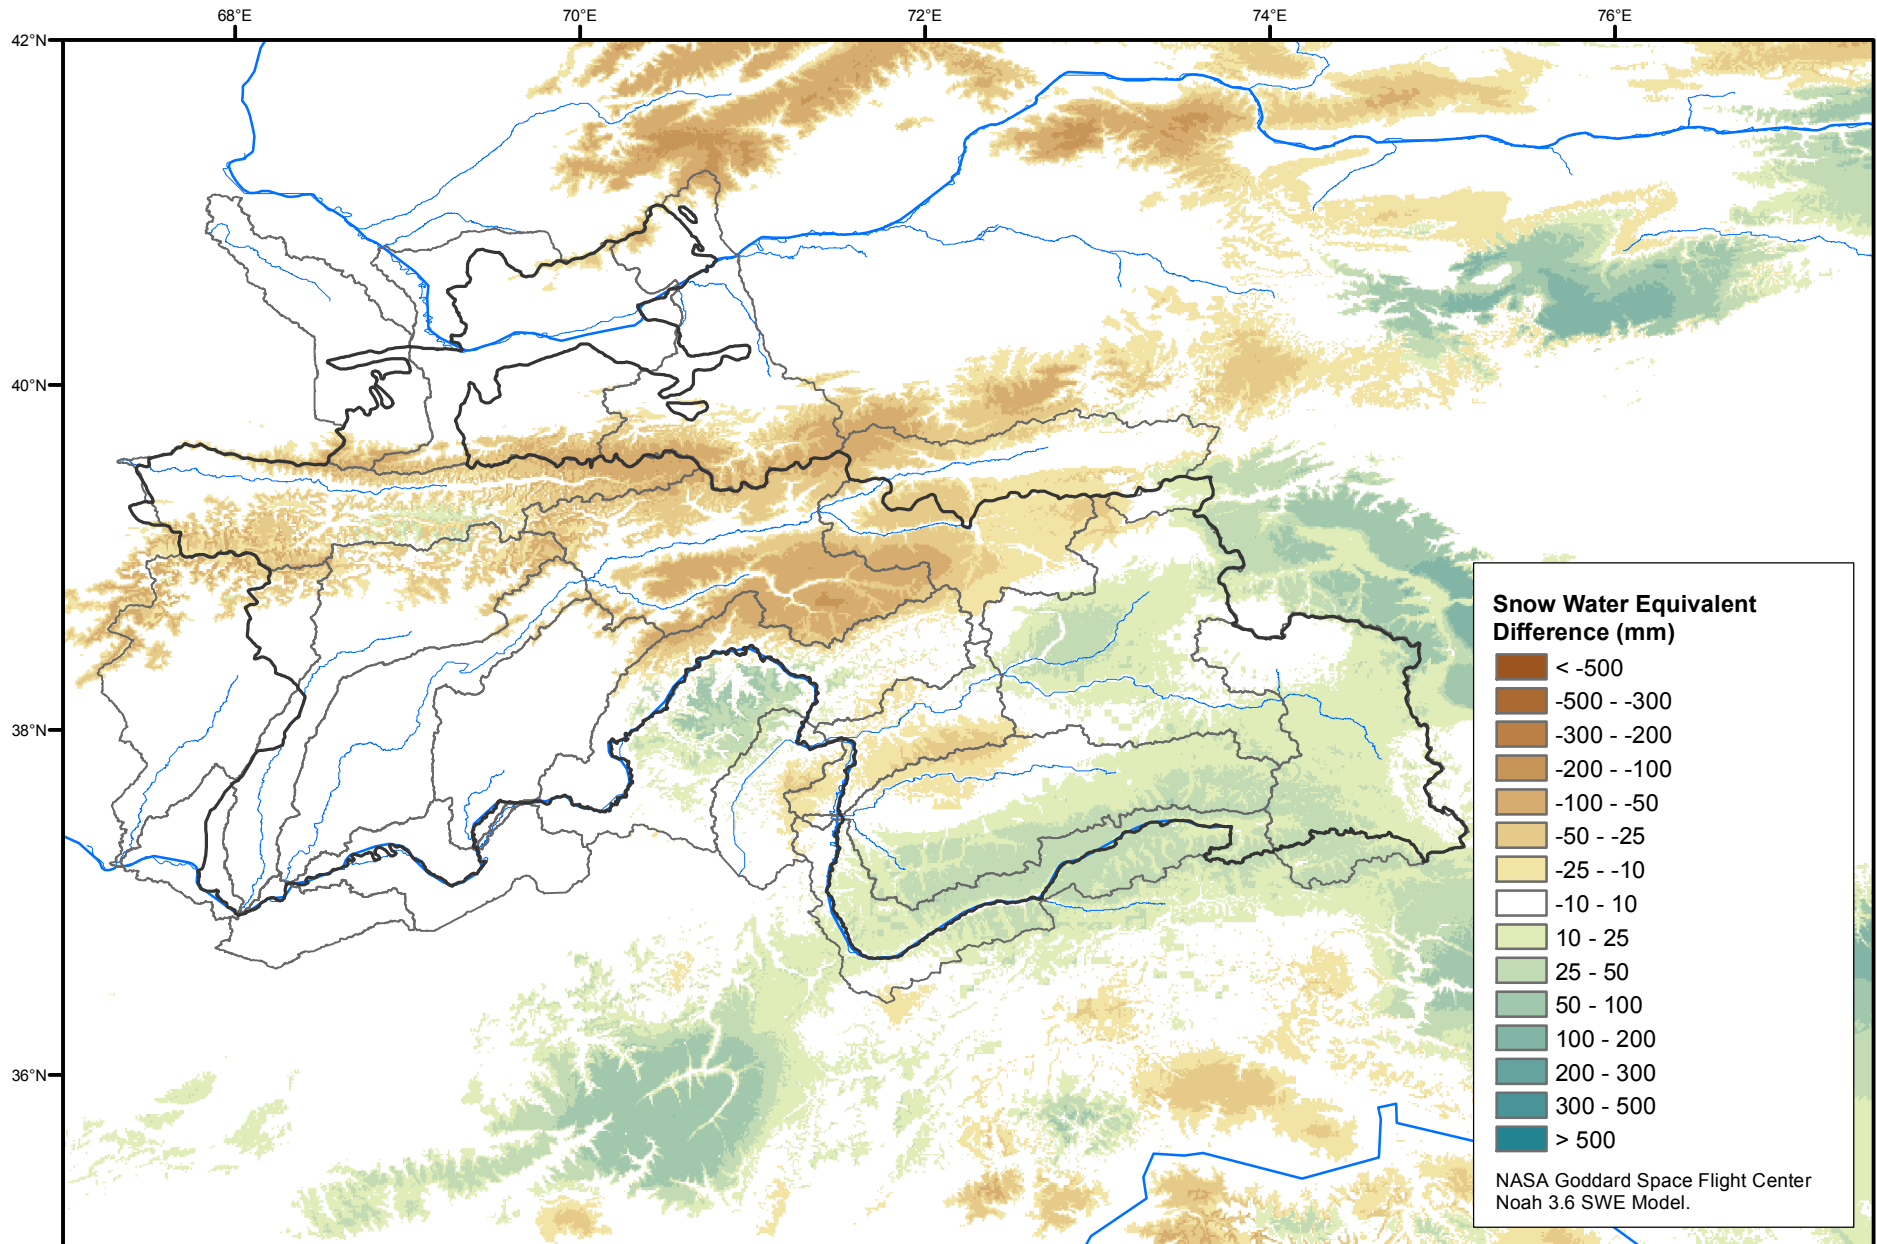 68°E
70°E
72°E
74°E
76°E
42°N
40°N
38°N
36°N
Snow Water Equivalent
Difference (mm)
< -500
-500 - -300
-300 - -200
-200 - -100
-100 - -50
-50 - -25
-25 - -10
-10 - 10
10 - 25
25 - 50
50 - 100
100 - 200
200 - 300
300 - 500
> 500
NASA Goddard Space Flight Center
Noah 3.6 SWE Model.